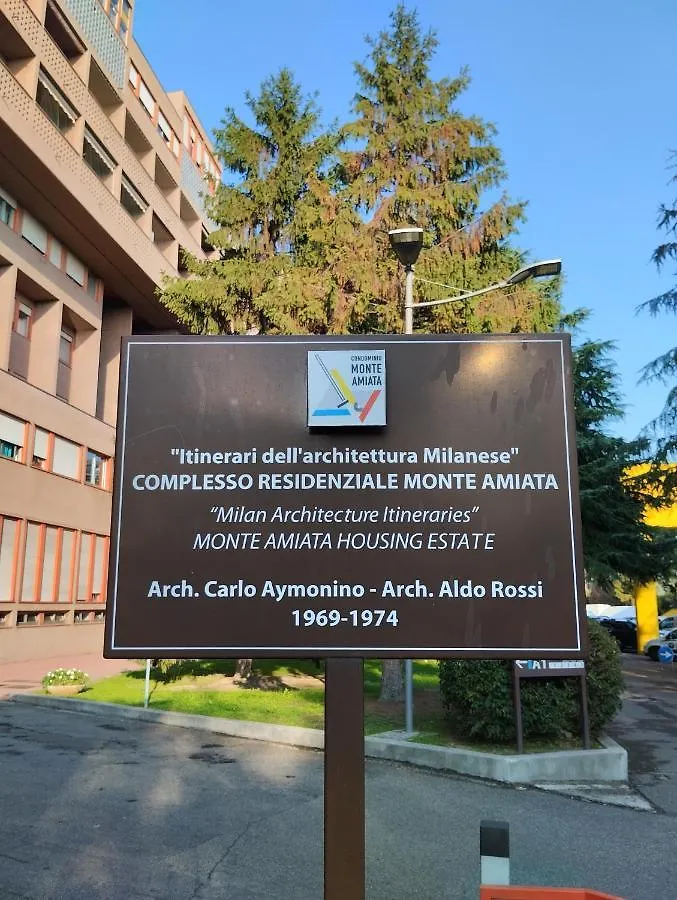 CONDOMINIO
MONTE
AMIATA
"Itinerari dell'architettura Milanese"
COMPLESSO RESIDENZIALE MONTE AMIATA
“Milan Architecture Itineraries”
MONTE AMIATA HOUSING ESTATE
Arch. Carlo Aymonino - Arch. Aldo Rossi
1969-1974